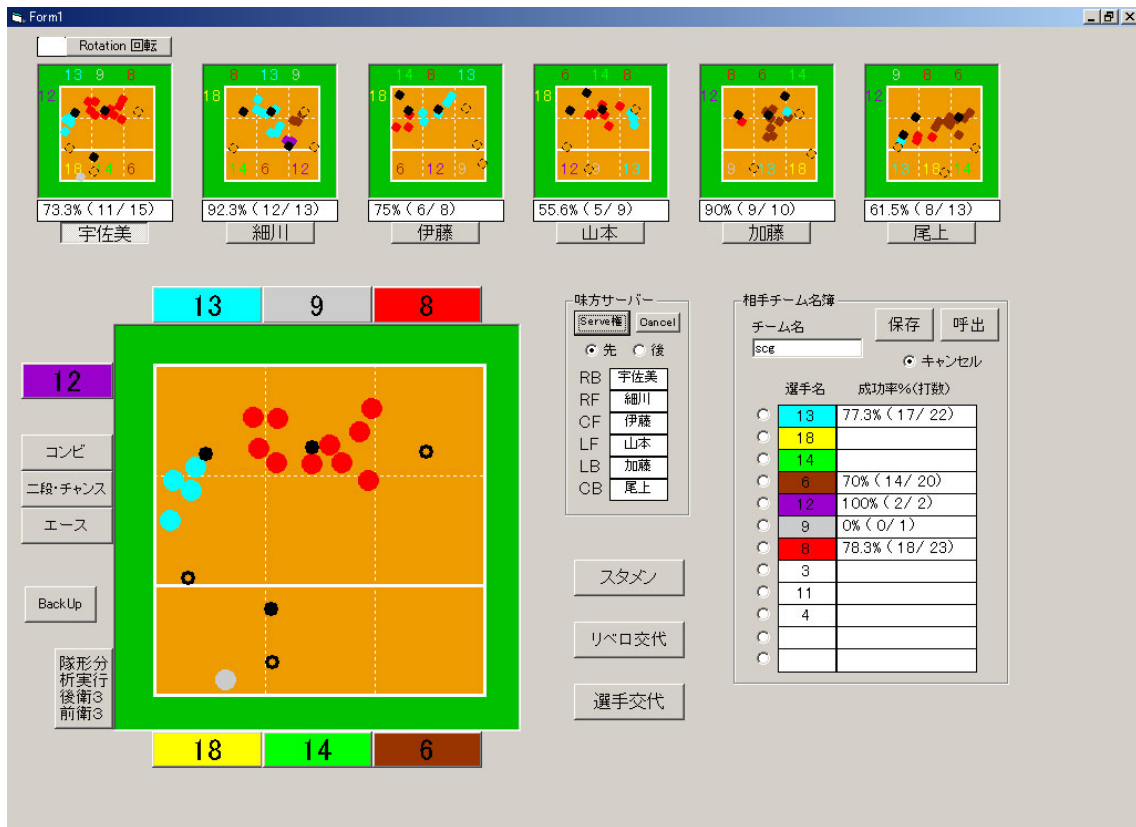 Form1
Rotation 回転
13 9 8
12
18 14 6
8 13 9
18
14 6 12
14 8 13
18
6 12 9
6 14 8
18
12 9 13
8 6 14
12
9 13 18
9 8 6
12
13 18 14
73.3% ( 11/ 15)
92.3% ( 12/ 13)
75% ( 6/ 8)
55.6% ( 5/ 9)
90% ( 9/ 10)
61.5% ( 8/ 13)
宇佐美
細川
伊藤
山本
加藤
尾上
13 9 8
12
コンビ
二段・チャンス
エース
BackUp
隊形分
析実行
後衛3
前衛3
18 14 6
味方サーバー
Serve権 Cancel
先 後
RB 宇佐美
RF 細川
CF 伊藤
LF 山本
LB 加藤
CB 尾上
スタメン
リベロ交代
選手交代
相手チーム名簿
チーム名
scg
保存 呼出
キャンセル
選手名 成功率%(打数)
13 77.3% ( 17/ 22)
18
14
6 70% ( 14/ 20)
12 100% ( 2/ 2)
9 0% ( 0/ 1)
8 78.3% ( 18/ 23)
3
11
4